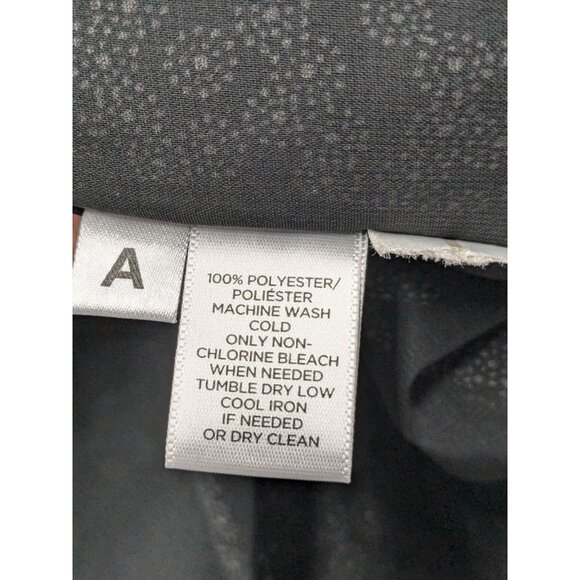 A
100% POLYESTER/
POLIÉSTER
MACHINE WASH
COLD
ONLY NON-
CHLORINE BLEACH
WHEN NEEDED
TUMBLE DRY LOW
COOL IRON
IF NEEDED
OR DRY CLEAN